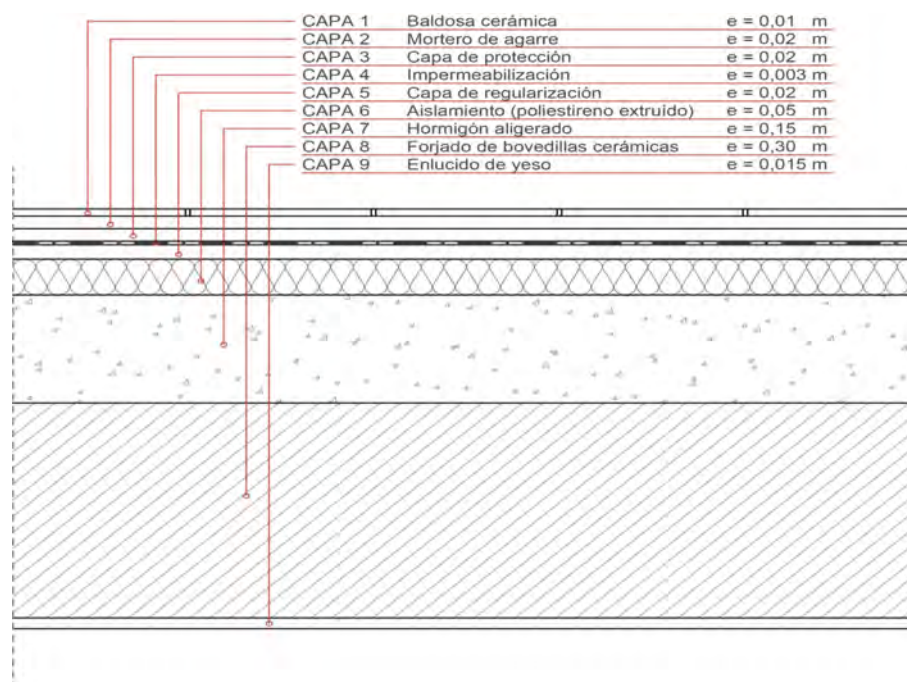 CAPA 1 Baldosa cerámica e = 0,01 m
CAPA 2 Mortero de agarre e = 0,02 m
CAPA 3 Capa de protección e = 0,02 m
CAPA 4 Impermeabilización e = 0,003 m
CAPA 5 Capa de regularización e = 0,02 m
CAPA 6 Aislamiento (poliestireno extruído) e = 0,05 m
CAPA 7 Hormigón aligerado e = 0,15 m
CAPA 8 Forjado de bovedillas cerámicas e = 0,30 m
CAPA 9 Enlucido de yeso e = 0,015 m